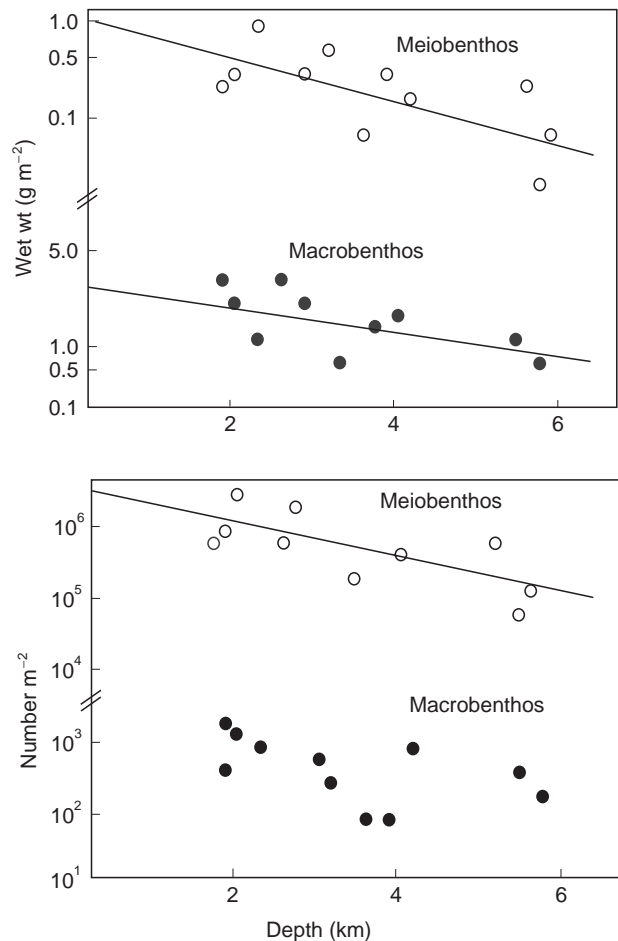 Wet wt (g m⁻²)
1.0
0.5
0.1
5.0
1.0
0.5
0.1
Meiobenthos
Macrobenthos
2
4
6
Number m⁻²
10⁶
10⁵
10⁴
10³
10²
10¹
Meiobenthos
Macrobenthos
2
4
6
Depth (km)